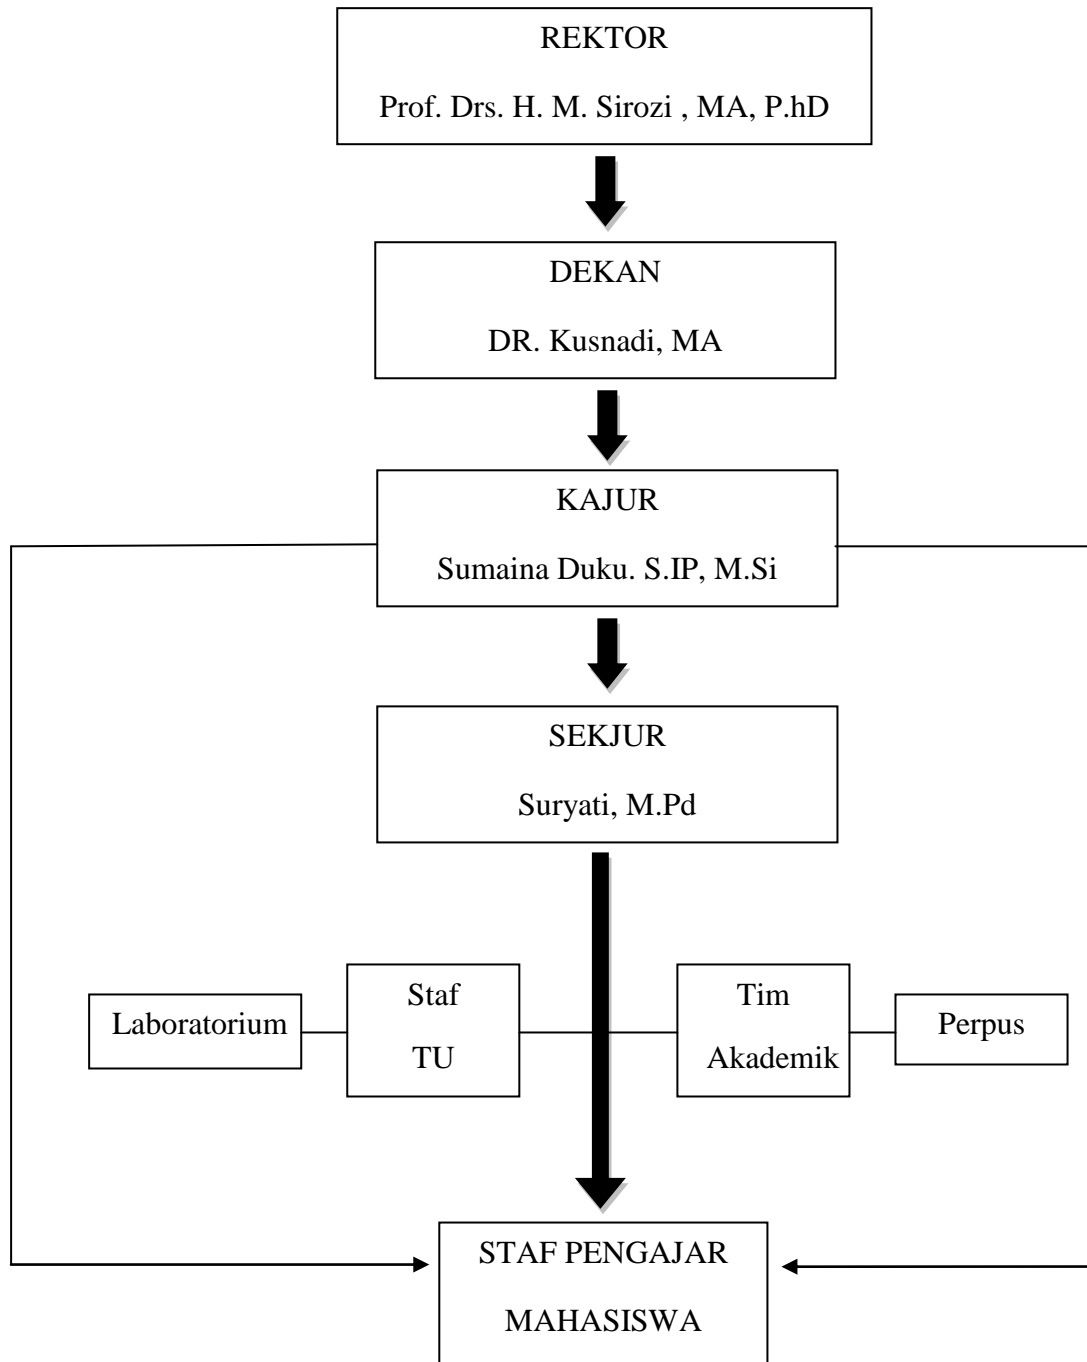 REKTOR
Prof. Drs. H. M. Sirozi , MA, P.hD
DEKAN
DR. Kusnadi, MA
KAJUR
Sumaina Duku. S.IP, M.Si
SEKJUR
Suryati, M.Pd
Laboratorium
Staf
TU
Tim
Akademik
Perpus
STAF PENGAJAR
MAHASISWA